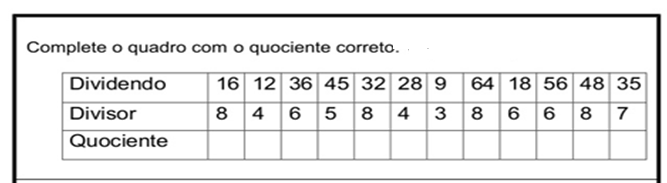 Complete o quadro com o quociente correto.
Dividendo 16 12 36 45 32 28 9 64 18 56 48 35
Divisor 8 4 6 5 8 4 3 8 6 6 8 7
Quociente